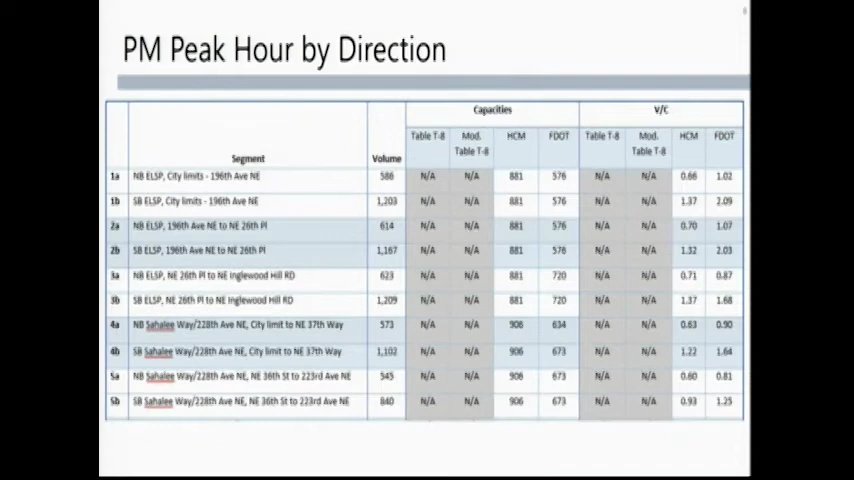 8
PM Peak Hour by Direction
Capacities V/C
Table T-8 Mod. HCM FDOT Table T-8 Mod. HCM FDOT
Table T-8 Table T-8
Segment Volume
1a NB ELSP, City limits - 196th Ave NE 586 N/A N/A 881 576 N/A N/A 0.66 1.02
1b SB ELSP, City limits - 196th Ave NE 1,203 N/A N/A 881 576 N/A N/A 1.37 2.09
2a NB ELSP, 196th Ave NE to NE 26th Pl 614 N/A N/A 881 576 N/A N/A 0.70 1.07
2b SB ELSP, 196th Ave NE to NE 26th Pl 1,167 N/A N/A 881 576 N/A N/A 1.32 2.03
3a NB ELSP, NE 26th Pl to NE Inglewood Hill RD 623 N/A N/A 881 720 N/A N/A 0.71 0.87
3b SB ELSP, NE 26th Pl to NE Inglewood Hill RD 1,209 N/A N/A 881 720 N/A N/A 1.37 1.68
4a NB Sahalee Way/228th Ave NE, City limit to NE 37th Way 573 N/A N/A 906 634 N/A N/A 0.63 0.90
4b SB Sahalee Way/228th Ave NE, City limit to NE 37th Way 1,102 N/A N/A 906 673 N/A N/A 1.22 1.64
5a NB Sahalee Way/228th Ave NE, NE 36th St to 223rd Ave NE 545 N/A N/A 906 673 N/A N/A 0.60 0.81
5b SB Sahalee Way/228th Ave NE, NE 36th St to 223rd Ave NE 840 N/A N/A 906 673 N/A N/A 0.93 1.25